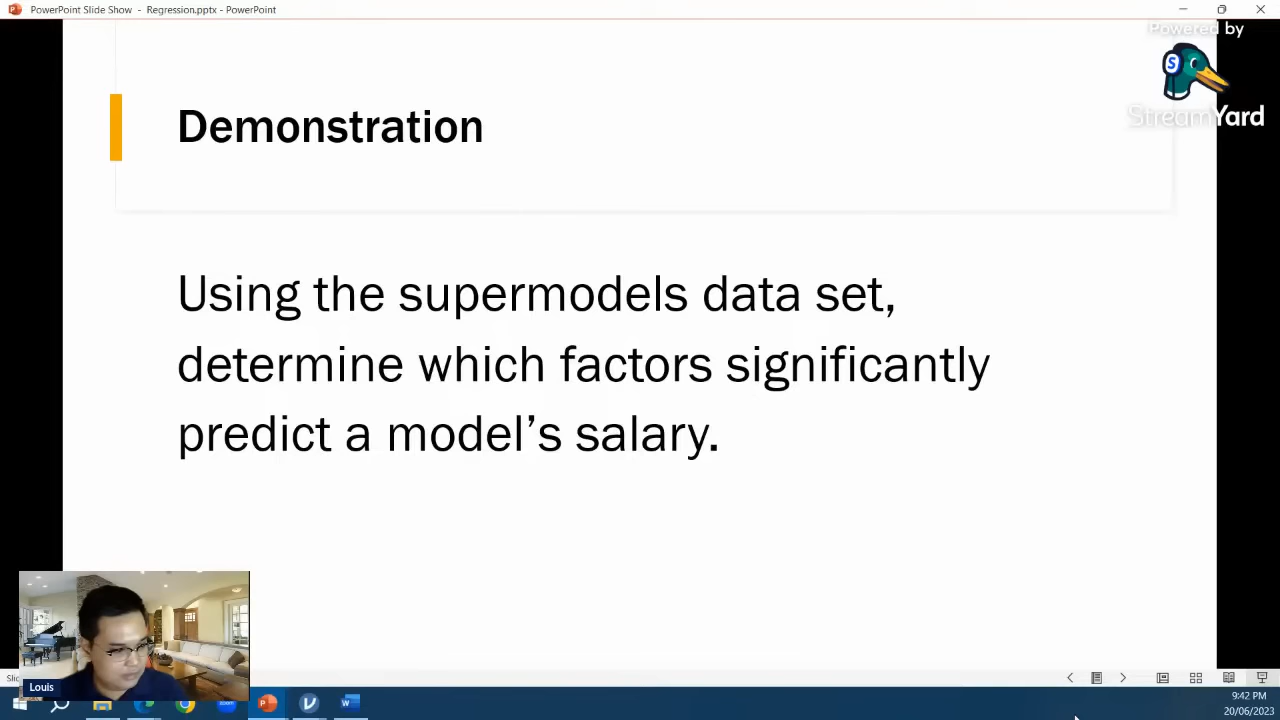 PowerPoint Slide Show - Regression.pptx - PowerPoint
Powered by
S
StreamYard
Demonstration
Using the supermodels data set,
determine which factors significantly
predict a model’s salary.
Louis
9:42 PM
20/06/2023